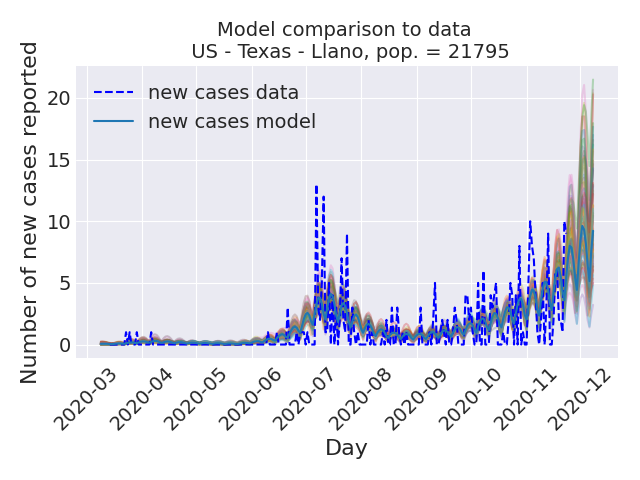 Model comparison to data
US - Texas - Llano, pop. = 21795
Number of new cases reported
20
15
10
5
0
new cases data
new cases model
2020-03
2020-04
2020-05
2020-06
2020-07
2020-08
2020-09
2020-10
2020-11
2020-12
Day